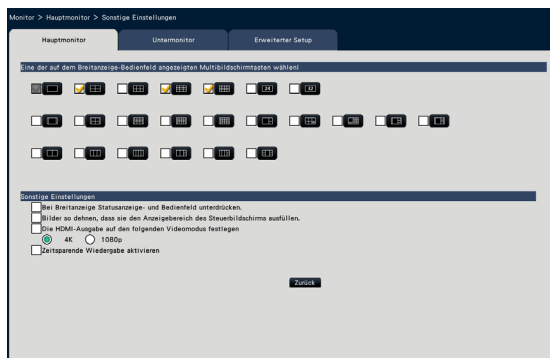 Monitor > Hauptmonitor > Sonstige Einstellungen
Hauptmonitor Untermonitor Erweiterter Setup
Eine der auf dem Breitanzeige-Bedienfeld angezeigten Multibildschirmtasten wählen!
24 32
Sonstige Einstellungen
Bei Breitanzeige Statusanzeige- und Bedienfeld unterdrücken.
Bilder so dehnen, dass sie den Anzeigebereich des Steuerbildschirms ausfüllen.
Die HDMI-Ausgabe auf den folgenden Videomodus festlegen
4K 1080p
Zeitsparende Wiedergabe aktivieren
Zurück